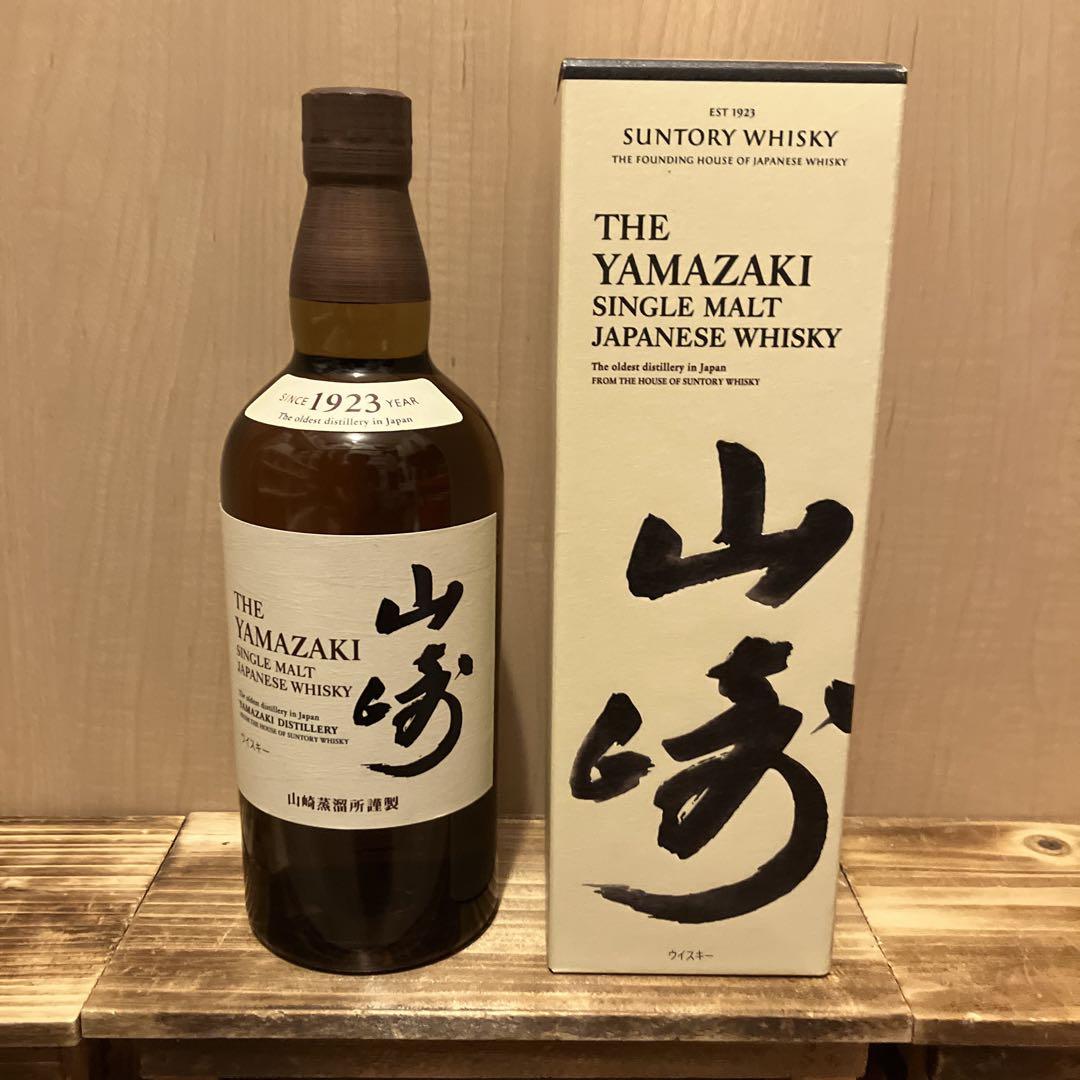 SINCE 1923 YEAR
The oldest distillery in Japan
THE
YAMAZAKI
SINGLE MALT
JAPANESE WHISKY
The oldest distillery in Japan
YAMAZAKI DISTILLERY
FROM THE HOUSE OF SUNTORY WHISKY
ウイスキー
山崎
山崎蒸溜所謹製
EST 1923
SUNTORY WHISKY
THE FOUNDING HOUSE OF JAPANESE WHISKY
THE
YAMAZAKI
SINGLE MALT
JAPANESE WHISKY
The oldest distillery in Japan
FROM THE HOUSE OF SUNTORY WHISKY
山崎
ウイスキー